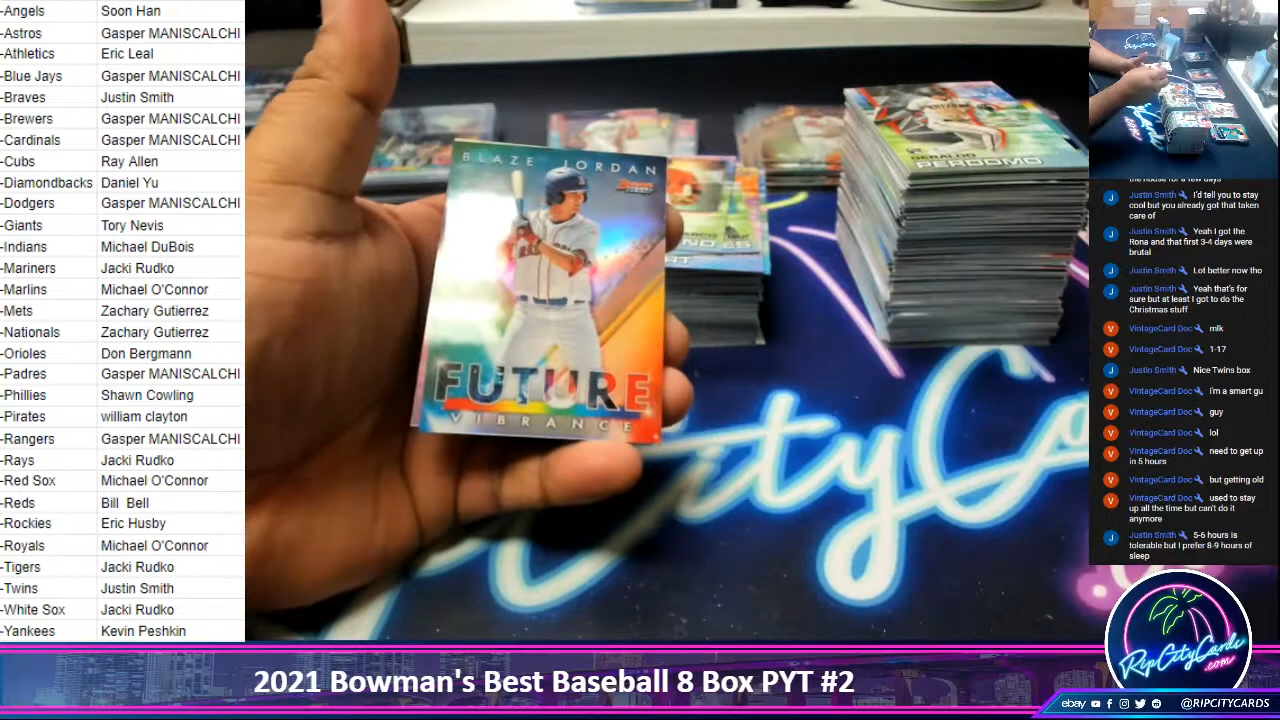 -Angels Soon Han
-Astros Gasper MANISCALCHI
-Athletics Eric Leal
-Blue Jays Gasper MANISCALCHI
-Braves Justin Smith
-Brewers Gasper MANISCALCHI
-Cardinals Gasper MANISCALCHI
-Cubs Ray Allen
-Diamondbacks Daniel Yu
-Dodgers Gasper MANISCALCHI
-Giants Tory Nevis
-Indians Michael DuBois
-Mariners Jacki Rudko
-Marlins Michael O'Connor
-Mets Zachary Gutierrez
-Nationals Zachary Gutierrez
-Orioles Don Bergmann
-Padres Gasper MANISCALCHI
-Phillies Shawn Cowling
-Pirates william clayton
-Rangers Gasper MANISCALCHI
-Rays Jacki Rudko
-Red Sox Michael O'Connor
-Reds Bill Bell
-Rockies Eric Husby
-Royals Michael O'Connor
-Tigers Jacki Rudko
-Twins Justin Smith
-White Sox Jacki Rudko
-Yankees Kevin Peshkin
BLAZE JORDAN
FUTURE
VIBRANCE
GERALDO
PERDOMO
ityCa
the house for a few days
J Justin Smith I'd tell you to stay
cool but you already got that taken
care of
J Justin Smith Yeah I got the
Rona and that first 3-4 days were
brutal
J Justin Smith Lot better now tho
J Justin Smith Yeah that's for
sure but at least I got to do the
Christmas stuff
V VintageCard Doc mlk
V VintageCard Doc 1-17
J Justin Smith Nice Twins box
V VintageCard Doc i'm a smart gu
V VintageCard Doc guy
V VintageCard Doc lol
V VintageCard Doc need to get up
in 5 hours
V VintageCard Doc but getting old
V VintageCard Doc used to stay
up all the time but can't do it
anymore
J Justin Smith 5-6 hours is
tolerable but I prefer 8-9 hours of
sleep
RipCityCards
.com
2021 Bowman's Best Baseball 8 Box PYT #2
ebay @RIPCITYCARDS